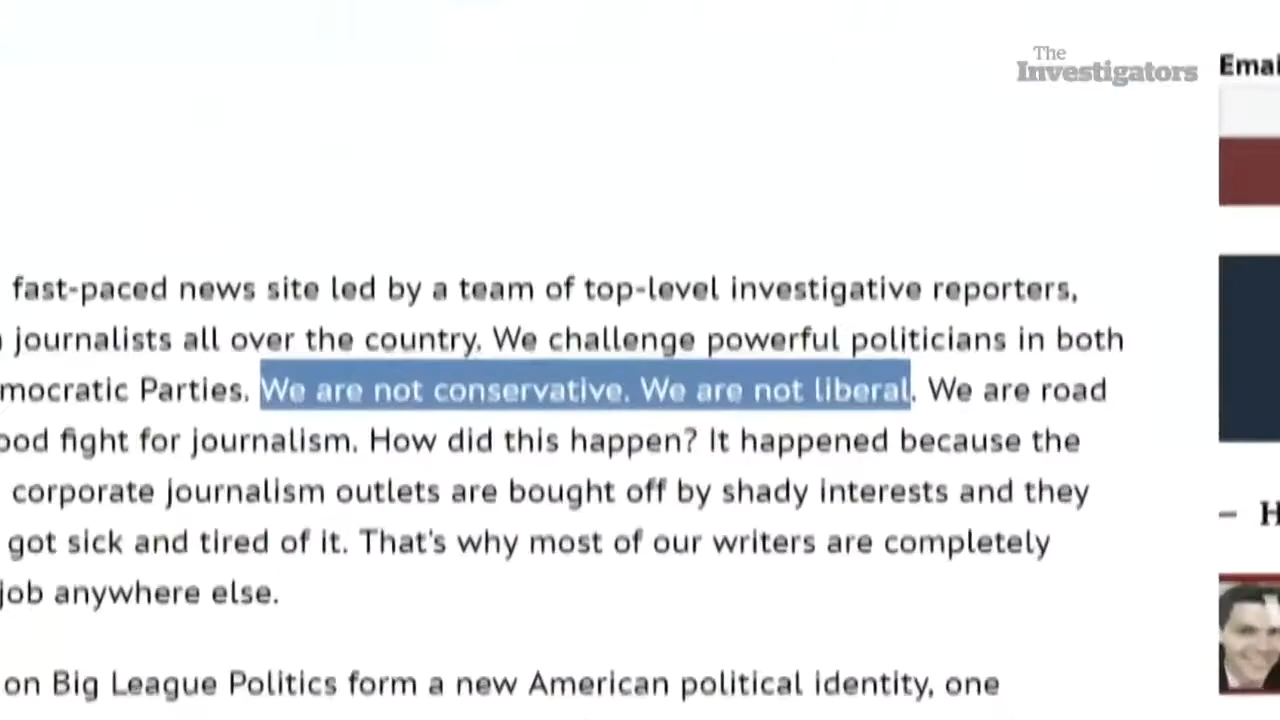 The
Investigators
Emai
fast-paced news site led by a team of top-level investigative reporters,
journalists all over the country. We challenge powerful politicians in both
mocratic Parties. We are not conservative. We are not liberal. We are road
ood fight for journalism. How did this happen? It happened because the
corporate journalism outlets are bought off by shady interests and they
got sick and tired of it. That's why most of our writers are completely
job anywhere else.
– H
on Big League Politics form a new American political identity, one